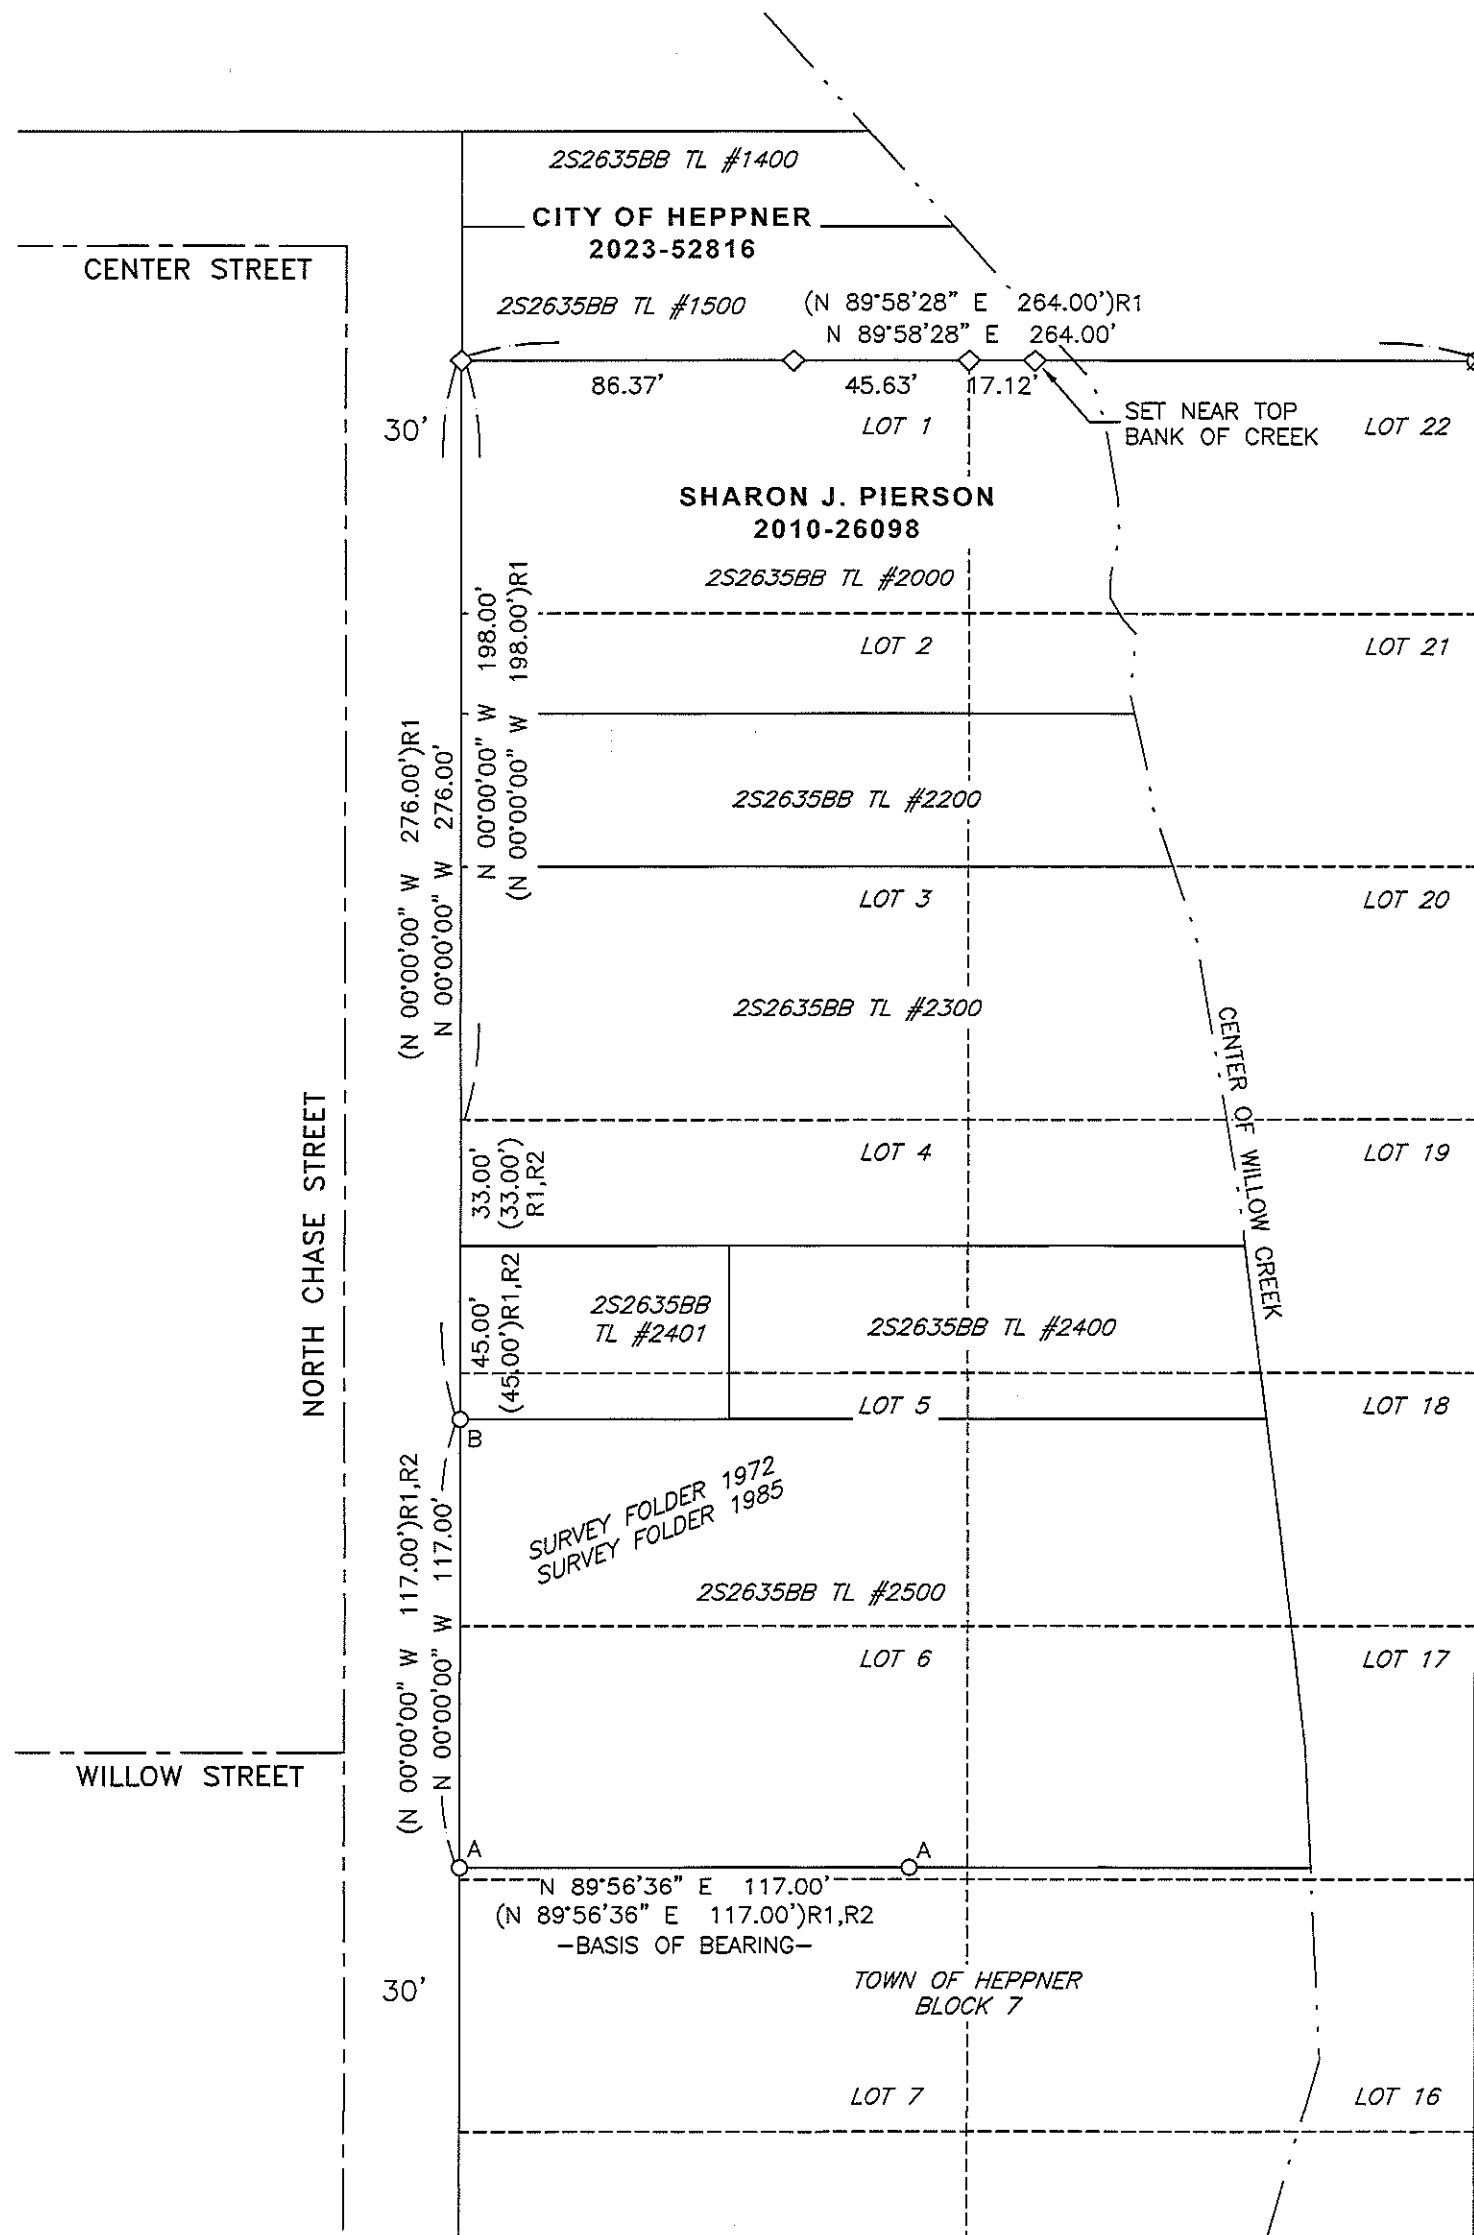 2S2635BB TL #1400
CITY OF HEPPNER
2023-52816
CENTER STREET
2S2635BB TL #1500
(N 89°58'28" E 264.00')R1
N 89°58'28" E 264.00'
86.37'
45.63'
17.12'
30'
LOT 1
SET NEAR TOP
BANK OF CREEK
LOT 22
SHARON J. PIERSON
2010-26098
2S2635BB TL #2000
N 00°00'00" W 198.00'
(N 00°00'00" W 198.00')R1
LOT 2
LOT 21
(N 00°00'00" W 276.00')R1
N 00°00'00" W 276.00'
2S2635BB TL #2200
LOT 3
LOT 20
2S2635BB TL #2300
CENTER OF WILLOW CREEK
NORTH CHASE STREET
33.00'
(33.00')
R1,R2
LOT 4
LOT 19
45.00'
(45.00')R1,R2
2S2635BB
TL #2401
2S2635BB TL #2400
LOT 5
LOT 18
B
(N 00°00'00" W 117.00')R1,R2
N 00°00'00" W 117.00'
SURVEY FOLDER 1972
SURVEY FOLDER 1985
2S2635BB TL #2500
LOT 6
LOT 17
WILLOW STREET
A
A
N 89°56'36" E 117.00'
(N 89°56'36" E 117.00')R1,R2
-BASIS OF BEARING-
30'
TOWN OF HEPPNER
BLOCK 7
LOT 7
LOT 16